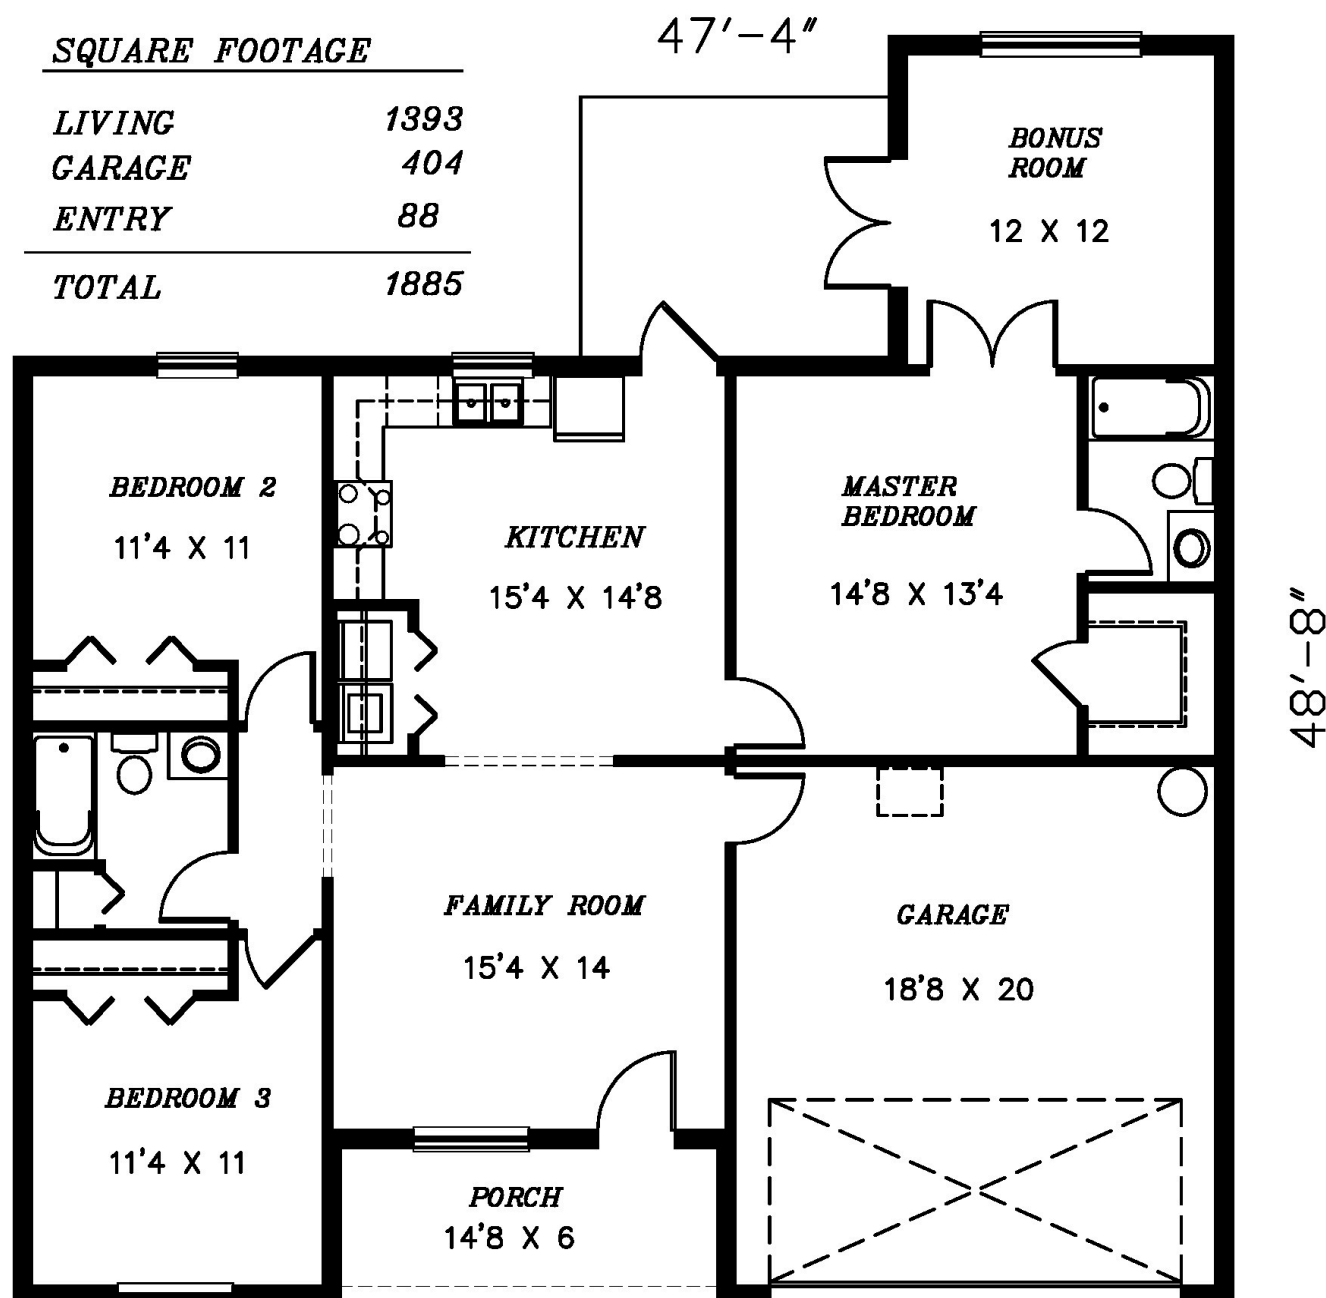 SQUARE FOOTAGE
LIVING 1393
GARAGE 404
ENTRY 88
TOTAL 1885
47'-4"
BONUS
ROOM
12 X 12
BEDROOM 2
11'4 X 11
KITCHEN
15'4 X 14'8
MASTER
BEDROOM
14'8 X 13'4
48'-8"
FAMILY ROOM
15'4 X 14
GARAGE
18'8 X 20
BEDROOM 3
11'4 X 11
PORCH
14'8 X 6